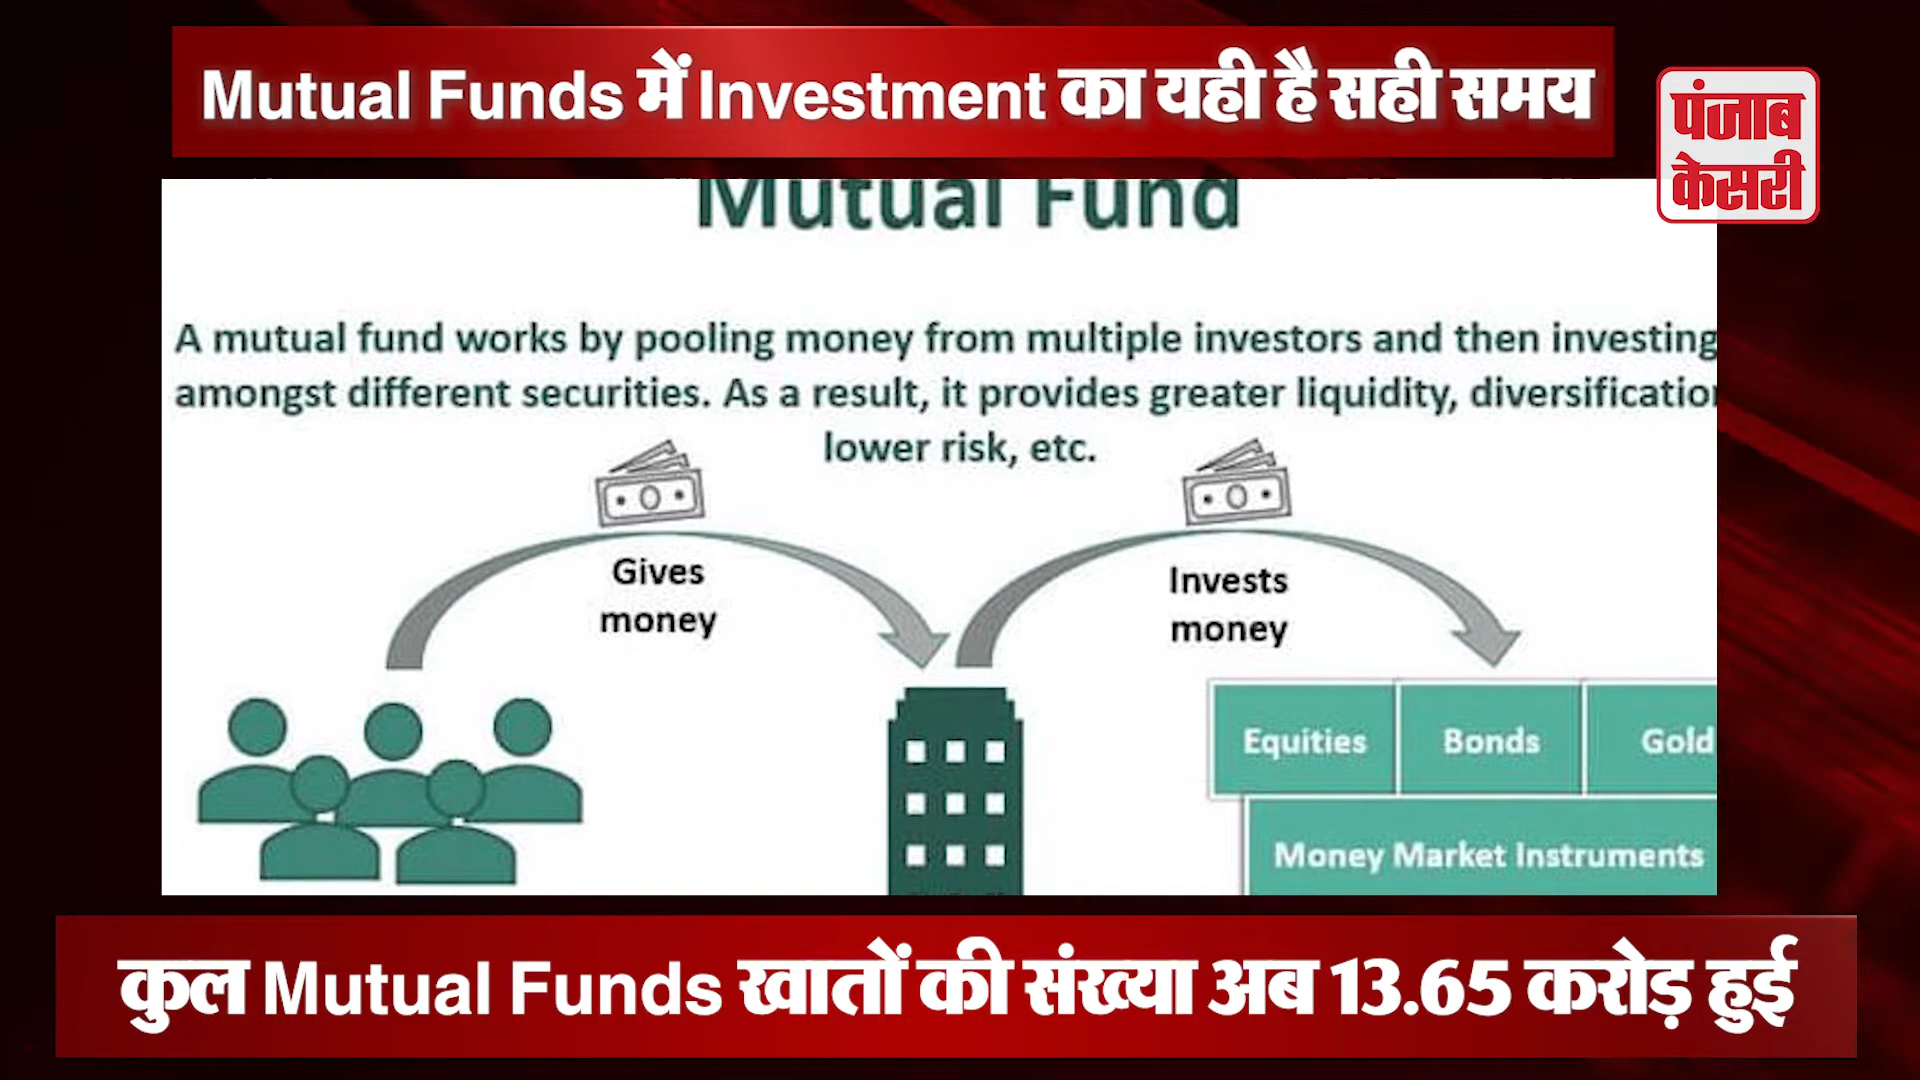 Mutual Funds में Investment का यही है सही समय
पंजाब
केसरी
Mutual Fund
A mutual fund works by pooling money from multiple investors and then investing
amongst different securities. As a result, it provides greater liquidity, diversification
lower risk, etc.
Gives
money
Invests
money
Equities
Bonds
Gold
Money Market Instruments
कुल Mutual Funds खातों की संख्या अब 13.65 करोड़ हुई